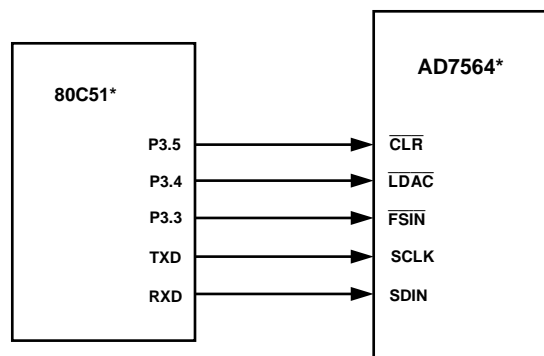 80C51*
AD7564*
P3.5
CLR
P3.4
LDAC
P3.3
FSIN
TXD
SCLK
RXD
SDIN